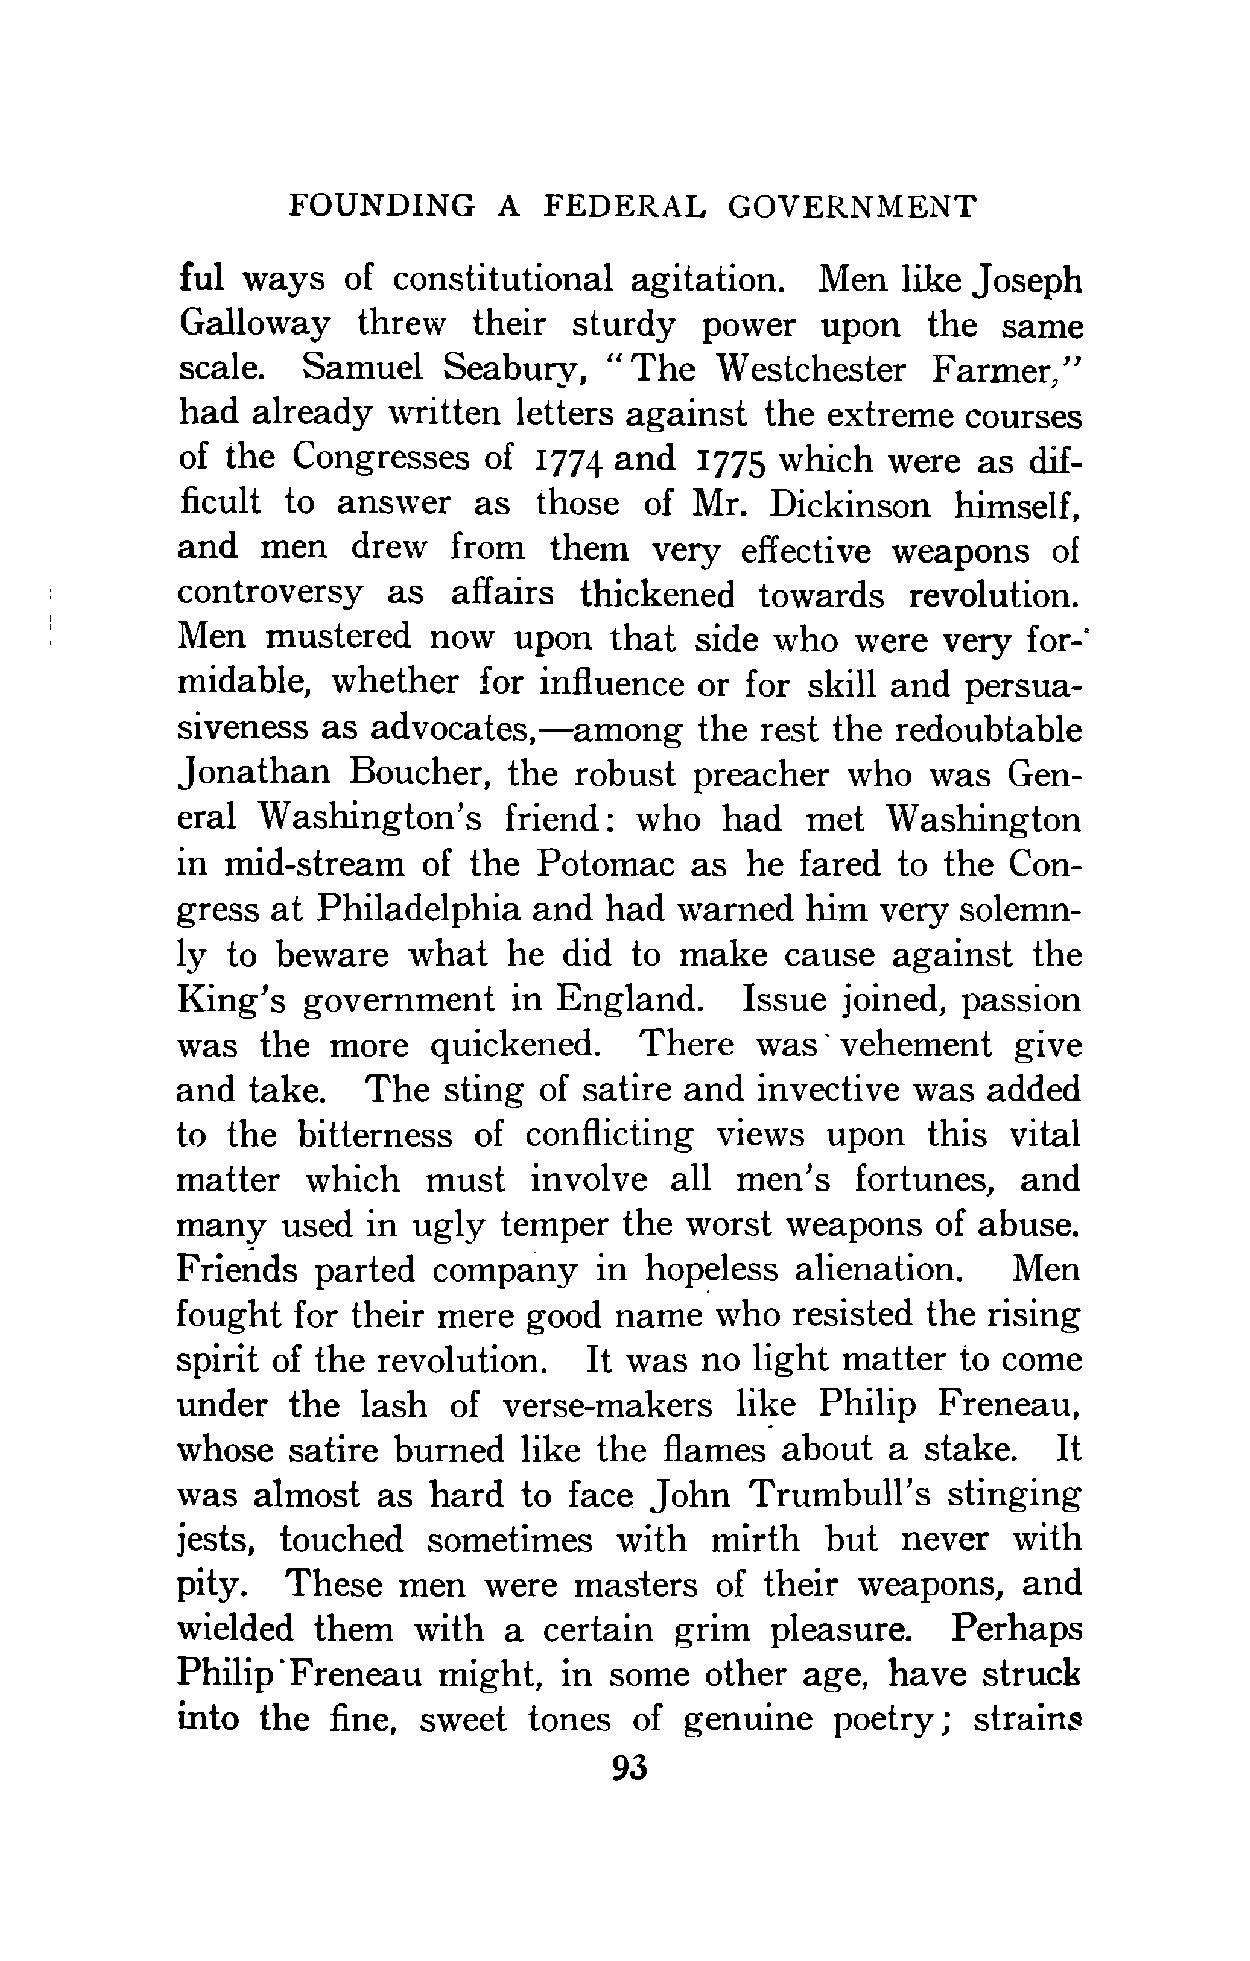 FOUNDING A FEDERAL GOVERNMENT
ful ways of constitutional agitation. Men like Joseph
Galloway threw their sturdy power upon the same
scale. Samuel Seabury, "The Westchester Farmer,"
had already written letters against the extreme courses
of the Congresses of 1774 and 1775 which were as dif-
ficult to answer as those of Mr. Dickinson himself,
and men drew from them very effective weapons of
controversy as affairs thickened towards revolution.
Men mustered now upon that side who were very for-
midable, whether for influence or for skill and persua-
siveness as advocates,—among the rest the redoubtable
Jonathan Boucher, the robust preacher who was Gen-
eral Washington's friend: who had met Washington
in mid-stream of the Potomac as he fared to the Con-
gress at Philadelphia and had warned him very solemn-
ly to beware what he did to make cause against the
King's government in England. Issue joined, passion
was the more quickened. There was vehement give
and take. The sting of satire and invective was added
to the bitterness of conflicting views upon this vital
matter which must involve all men's fortunes, and
many used in ugly temper the worst weapons of abuse.
Friends parted company in hopeless alienation. Men
fought for their mere good name who resisted the rising
spirit of the revolution. It was no light matter to come
under the lash of verse-makers like Philip Freneau,
whose satire burned like the flames about a stake. It
was almost as hard to face John Trumbull's stinging
jests, touched sometimes with mirth but never with
pity. These men were masters of their weapons, and
wielded them with a certain grim pleasure. Perhaps
Philip Freneau might, in some other age, have struck
into the fine, sweet tones of genuine poetry; strains
93